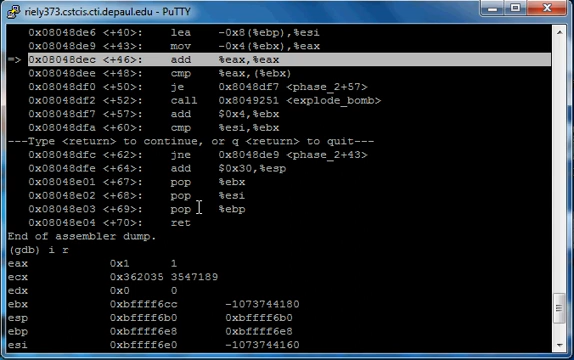 riely373.cstcis.cti.depaul.edu - PuTTY
0x08048de6 <+40>: lea -0x8(%ebp),%esi
0x08048de9 <+43>: mov -0x4(%ebx),%eax
=> 0x08048dec <+46>: add %eax,%eax
0x08048dee <+48>: cmp %eax,(%ebx)
0x08048df0 <+50>: je 0x8048df7 <phase_2+57>
0x08048df2 <+52>: call 0x8049251 <explode_bomb>
0x08048df7 <+57>: add $0x4,%ebx
0x08048dfa <+60>: cmp %esi,%ebx
---Type <return> to continue, or q <return> to quit---
0x08048dfc <+62>: jne 0x8048de9 <phase_2+43>
0x08048dfe <+64>: add $0x30,%esp
0x08048e01 <+67>: pop %ebx
0x08048e02 <+68>: pop %esi
0x08048e03 <+69>: pop %ebp
0x08048e04 <+70>: ret
End of assembler dump.
(gdb) i r
eax 0x1 1
ecx 0x362035 3547189
edx 0x0 0
ebx 0xbffff6cc -1073744180
esp 0xbffff6b0 0xbffff6b0
ebp 0xbffff6e8 0xbffff6e8
esi 0xbffff6e0 -1073744160